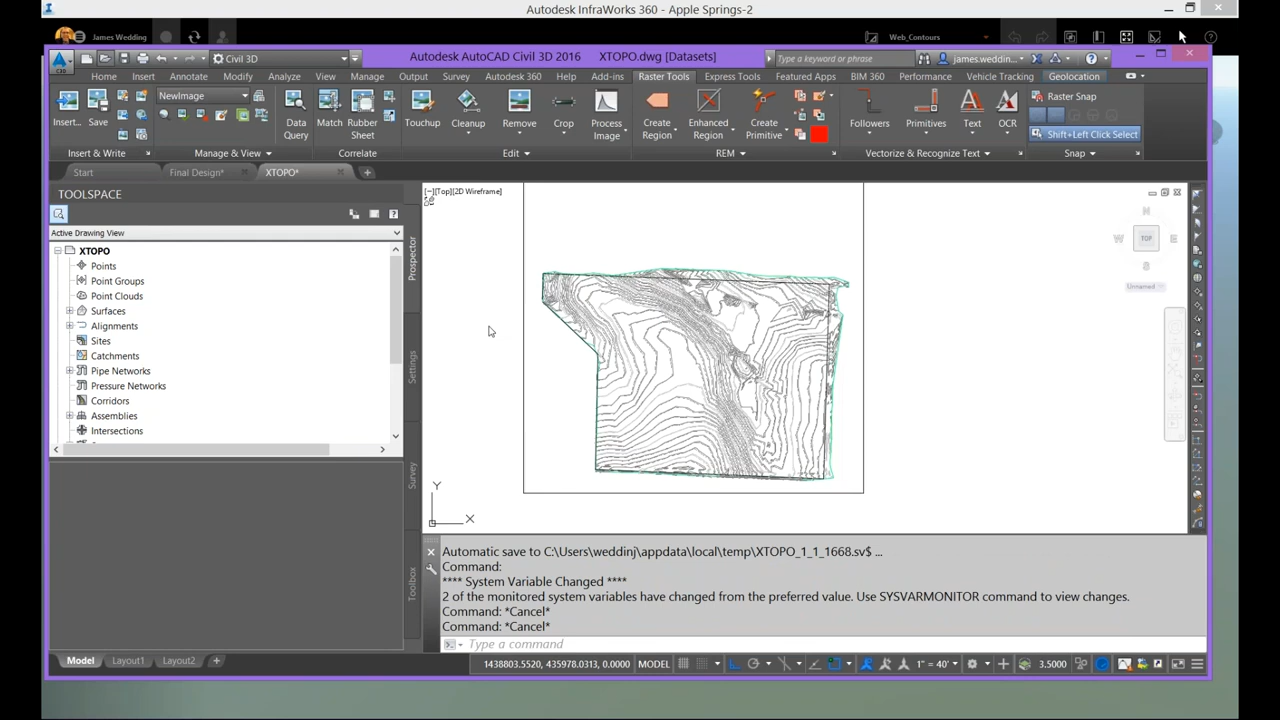 Autodesk InfraWorks 360 - Apple Springs-2
James Wedding
Web_Contours
Civil 3D
Autodesk AutoCAD Civil 3D 2016 XTOPO.dwg [Datasets]
Type a keyword or phrase
james.weddin...
Home Insert Annotate Modify Analyze View Manage Output Survey Autodesk 360 Help Add-ins Raster Tools Express Tools Featured Apps BIM 360 Performance Vehicle Tracking Geolocation
NewImage
Raster Snap
Insert... Save
Data Query
Match Rubber Sheet
Touchup Cleanup Remove Crop Process Image
Create Region Enhanced Region Create Primitive
Followers Primitives Text OCR
Shift+Left Click Select
Insert & Write Manage & View Correlate Edit REM Vectorize & Recognize Text Snap
Start Final Design* XTOPO*
TOOLSPACE
Active Drawing View
XTOPO
Points
Point Groups
Point Clouds
Surfaces
Alignments
Sites
Catchments
Pipe Networks
Pressure Networks
Corridors
Assemblies
Intersections
Prospector
Settings
Survey
Toolbox
[−][Top][2D Wireframe]
N
W TOP E
S
Unnamed
Y
X
Automatic save to C:\Users\weddinj\appdata\local\temp\XTOPO_1_1_1668.sv$ ...
Command:
**** System Variable Changed ****
2 of the monitored system variables have changed from the preferred value. Use SYSVARMONITOR command to view changes.
Command: *Cancel*
Command: *Cancel*
Type a command
Model Layout1 Layout2
1438803.5520, 435978.0313, 0.0000 MODEL
1" = 40'
3.5000